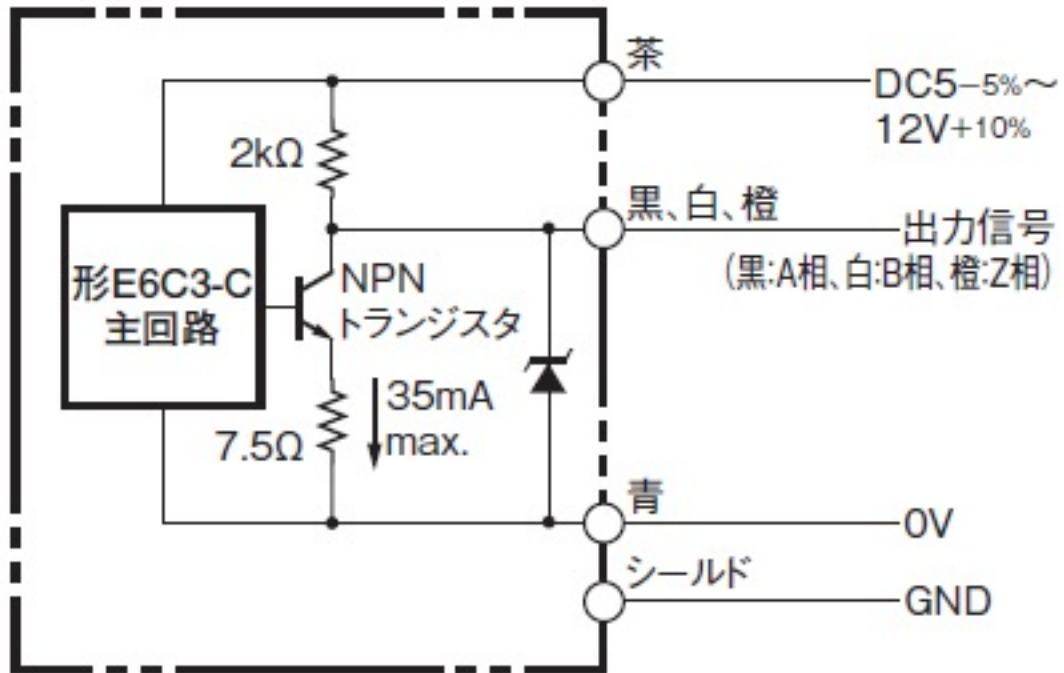 茶
DC5−5%～
12V+10%
2kΩ
黒、白、橙
出力信号
(黒:A相、白:B相、橙:Z相)
形E6C3-C
主回路
NPN
トランジスタ
35mA
max.
7.5Ω
青
0V
シールド
GND